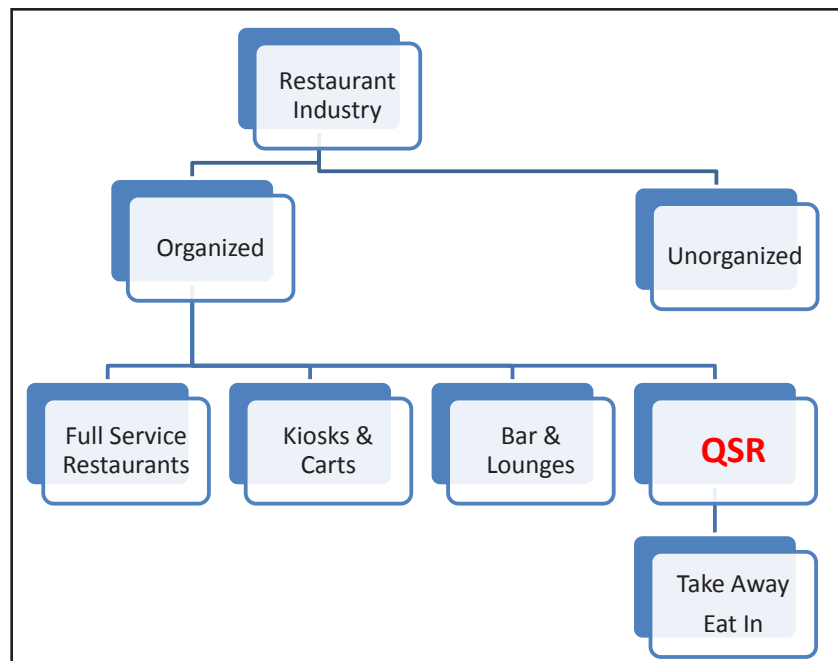 Restaurant
Industry
Organized
Unorganized
Full Service
Restaurants
Kiosks &
Carts
Bar &
Lounges
QSR
Take Away
Eat In